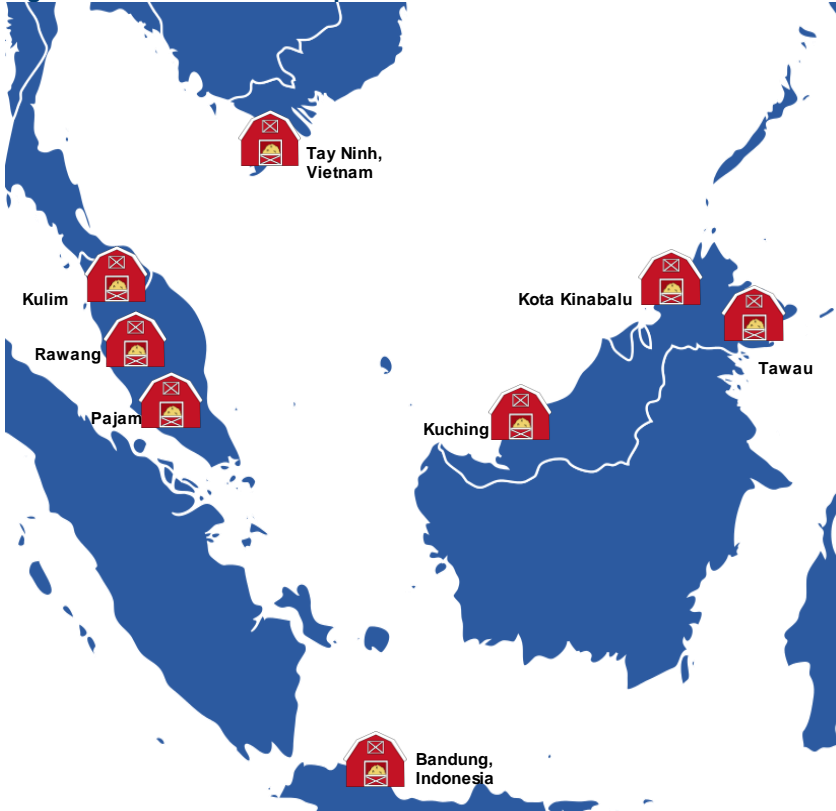 Tay Ninh,
Vietnam
Kulim
Kota Kinabalu
Rawang
Tawau
Pajam
Kuching
Bandung,
Indonesia